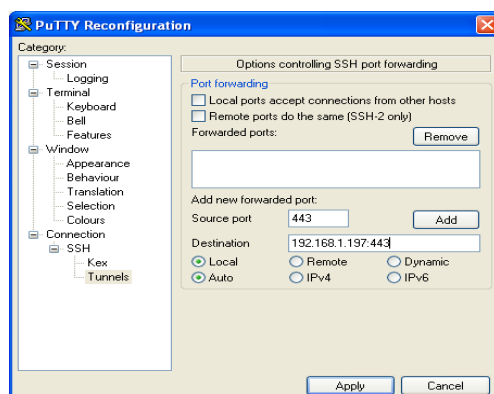 PuTTY Reconfiguration
Category:
Session
Logging
Terminal
Keyboard
Bell
Features
Window
Appearance
Behaviour
Translation
Selection
Colours
Connection
SSH
Kex
Tunnels
Options controlling SSH port forwarding
Port forwarding
Local ports accept connections from other hosts
Remote ports do the same (SSH-2 only)
Forwarded ports:
Remove
Add new forwarded port:
Source port 443 Add
Destination 192.168.1.197:443
Local Remote Dynamic
Auto IPv4 IPv6
Apply Cancel